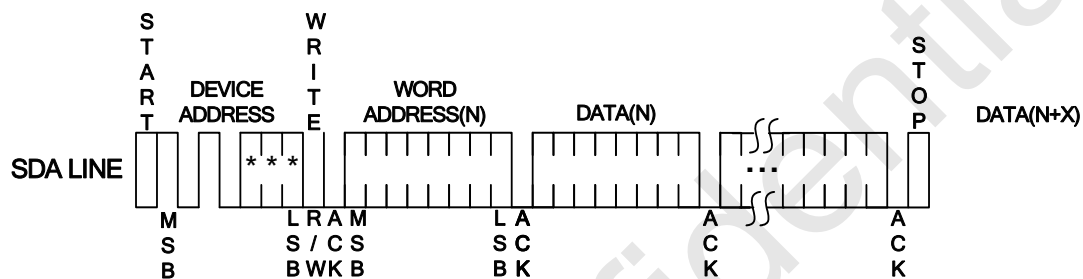 START
WRITE
STOP
DEVICE
ADDRESS
WORD
ADDRESS(N)
DATA(N)
DATA(N+X)
SDA LINE
* * *
...
MSB
LSB
R/W
ACK
MSB
LSB
ACK
ACK
ACK